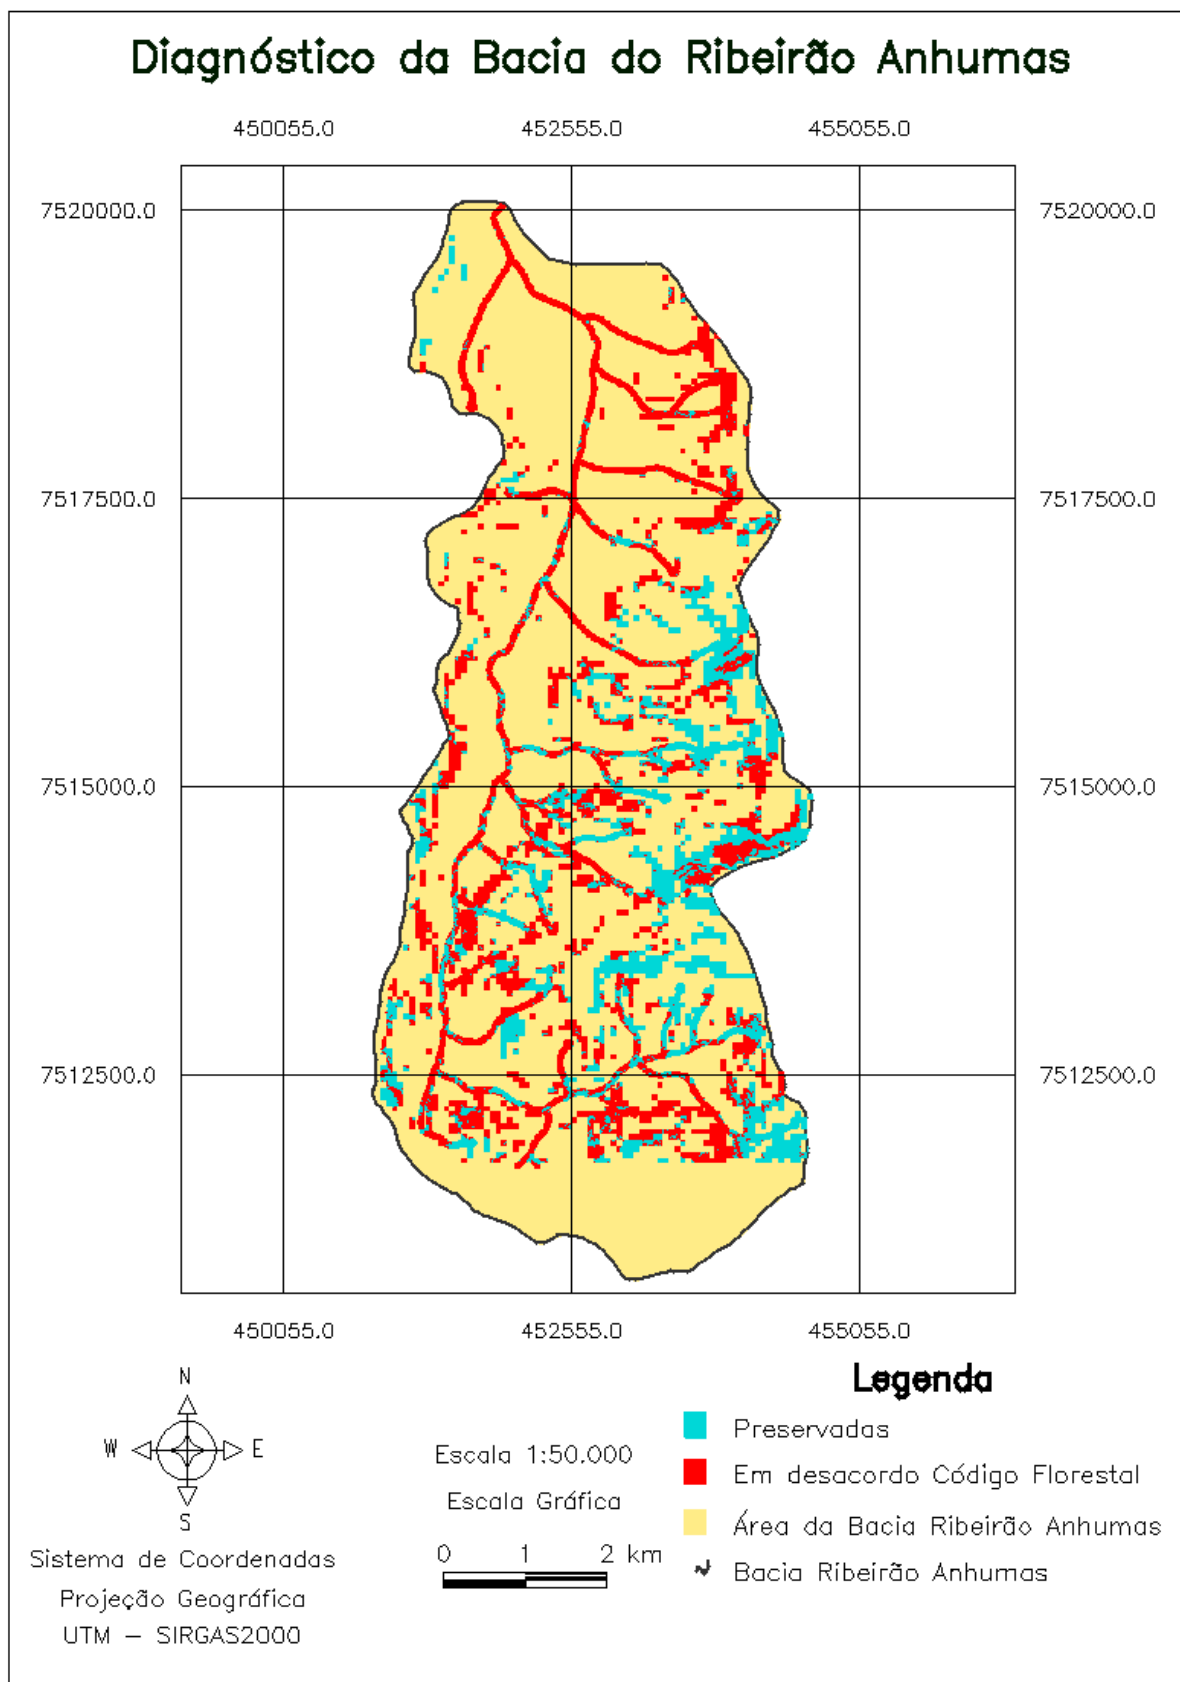 Diagnóstico da Bacia do Ribeirão Anhumas
450055.0 452555.0 455055.0
7520000.0 7520000.0
7517500.0 7517500.0
7515000.0 7515000.0
7512500.0 7512500.0
450055.0 452555.0 455055.0
N
W E
S
Sistema de Coordenadas
Projeção Geográfica
UTM – SIRGAS2000
Escala 1:50.000
Escala Gráfica
0 1 2 km
Legenda
Preservadas
Em desacordo Código Florestal
Área da Bacia Ribeirão Anhumas
Bacia Ribeirão Anhumas